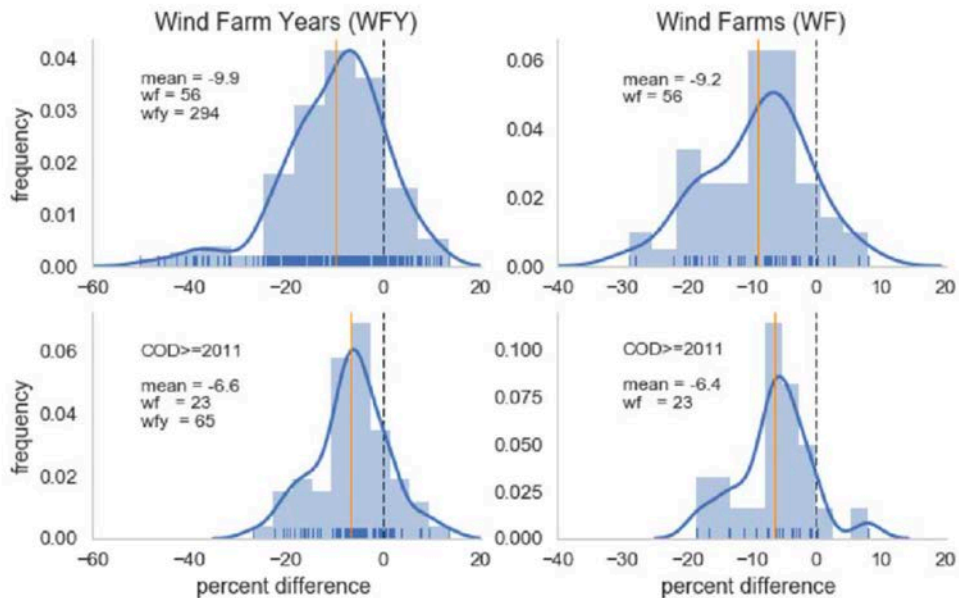 Wind Farm Years (WFY)
Wind Farms (WF)
frequency
0.04
0.03
0.02
0.01
0.00
mean = -9.9
wf = 56
wfy = 294
−60
−40
−20
0
20
0.06
0.04
0.02
0.00
mean = -9.2
wf = 56
−40
−30
−20
−10
0
10
20
frequency
0.06
0.04
0.02
0.00
COD>=2011
mean = -6.6
wf = 23
wfy = 65
−60
−40
−20
0
20
percent difference
0.100
0.075
0.050
0.025
0.000
COD>=2011
mean = -6.4
wf = 23
−40
−30
−20
−10
0
10
20
percent difference